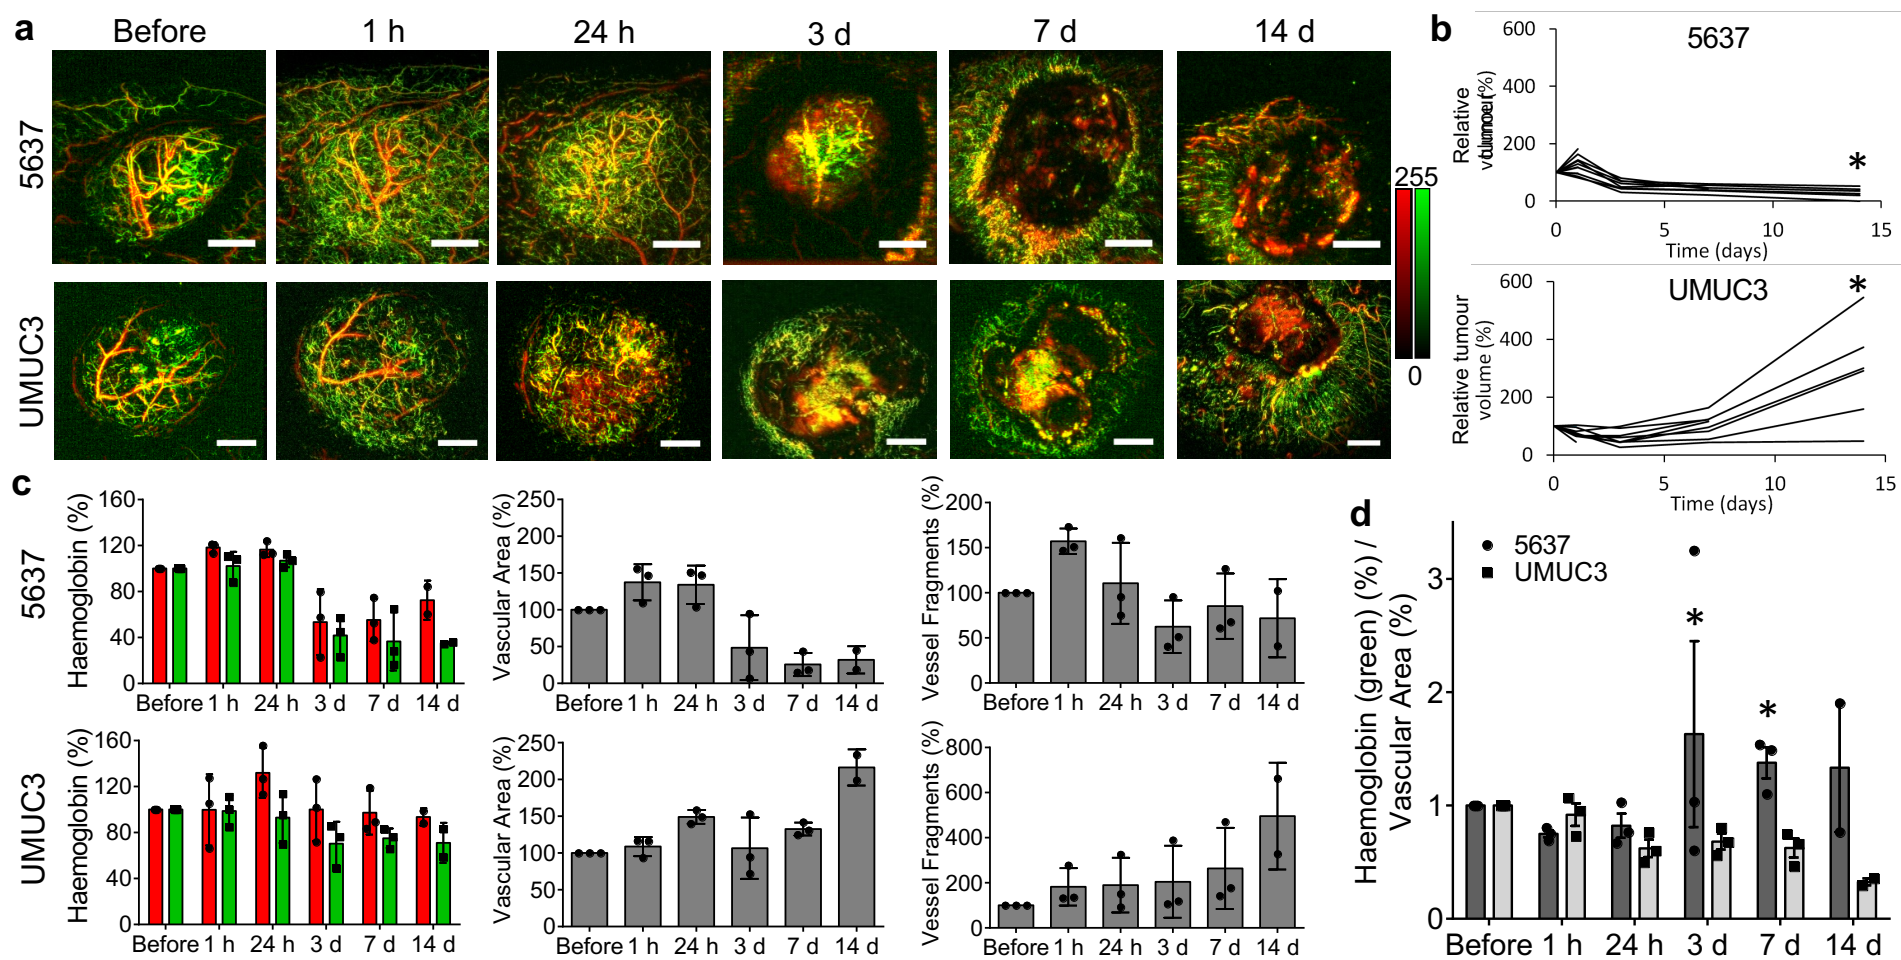 a
Before 1 h 24 h 3 d 7 d 14 d
5637
UMUC3
255
0
b
5637
Relative tumour volume (%)
600
400
200
0
0 5 10 15
Time (days)
*
UMUC3
Relative tumour
volume (%)
600
400
200
0
0 5 10 15
Time (days)
*
c
5637
Haemoglobin (%)
160
120
80
40
0
Before 1 h 24 h 3 d 7 d 14 d
Vascular Area (%)
250
200
150
100
50
0
Before 1 h 24 h 3 d 7 d 14 d
Vessel Fragments (%)
200
150
100
50
0
Before 1 h 24 h 3 d 7 d 14 d
UMUC3
Haemoglobin (%)
160
120
80
40
0
Before 1 h 24 h 3 d 7 d 14 d
Vascular Area (%)
250
200
150
100
50
0
Before 1 h 24 h 3 d 7 d 14 d
Vessel Fragments (%)
800
600
400
200
0
Before 1 h 24 h 3 d 7 d 14 d
d
Haemoglobin (green) (%) /
Vascular Area (%)
5637
UMUC3
3
2
1
0
*
*
Before 1 h 24 h 3 d 7 d 14 d